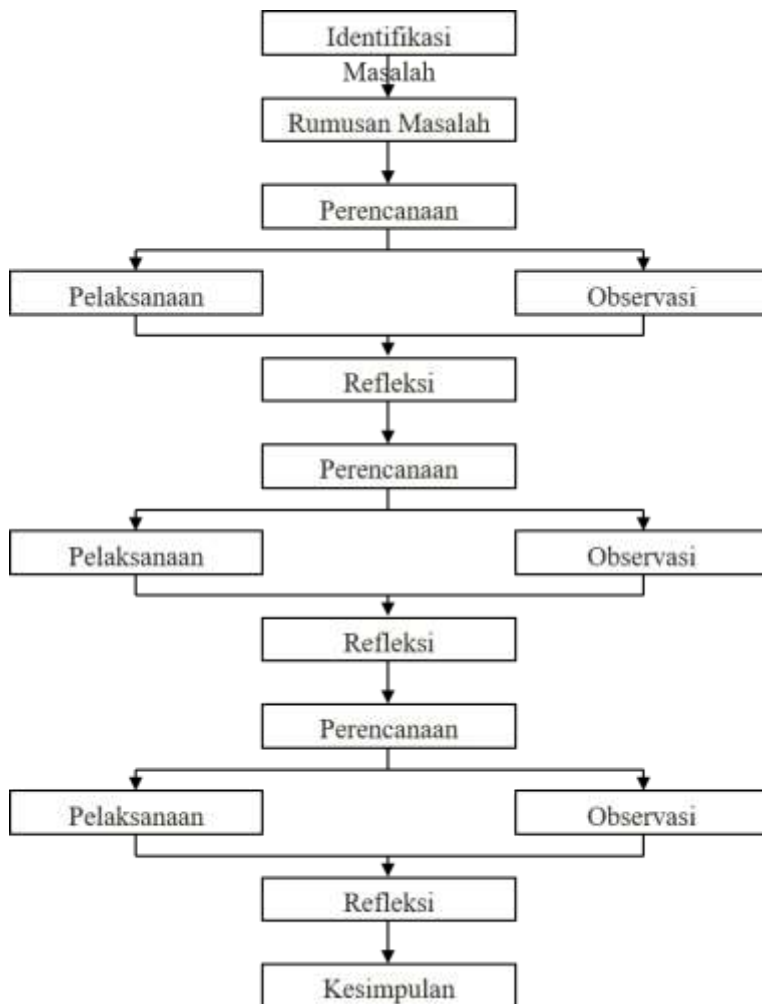 Identifikasi
Masalah
Rumusan Masalah
Perencanaan
Pelaksanaan
Observasi
Refleksi
Perencanaan
Pelaksanaan
Observasi
Refleksi
Perencanaan
Pelaksanaan
Observasi
Refleksi
Kesimpulan